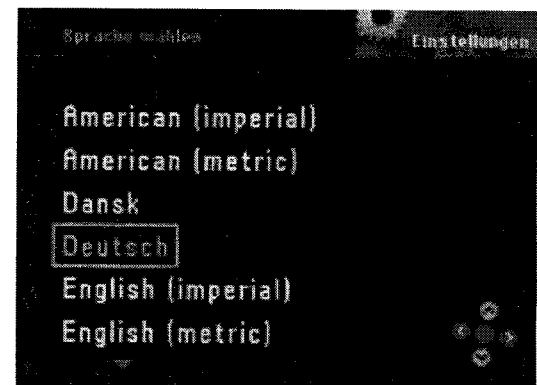 Sprache wählen
Einstellungen
American (imperial)
American (metric)
Dansk
Deutsch
English (imperial)
English (metric)